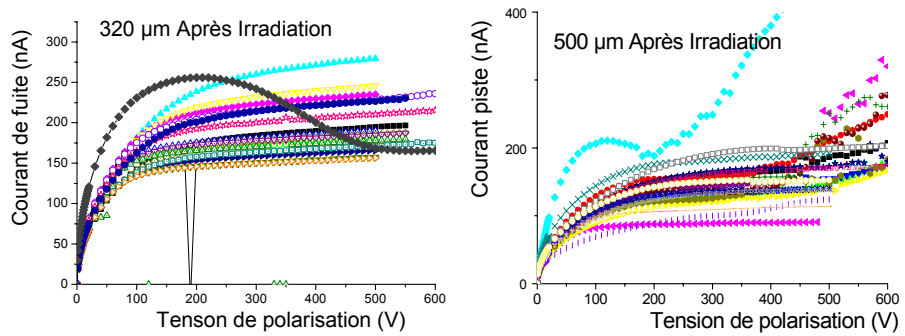 320 µm Après Irradiation
Courant de fuite (nA)
300
250
200
150
100
50
0
0 100 200 300 400 500 600
Tenson de polarisation (V)
500 µm Après Irradiation
Courant piste (nA)
400
200
0
0 100 200 300 400 500 600
Tension de polarisation (V)